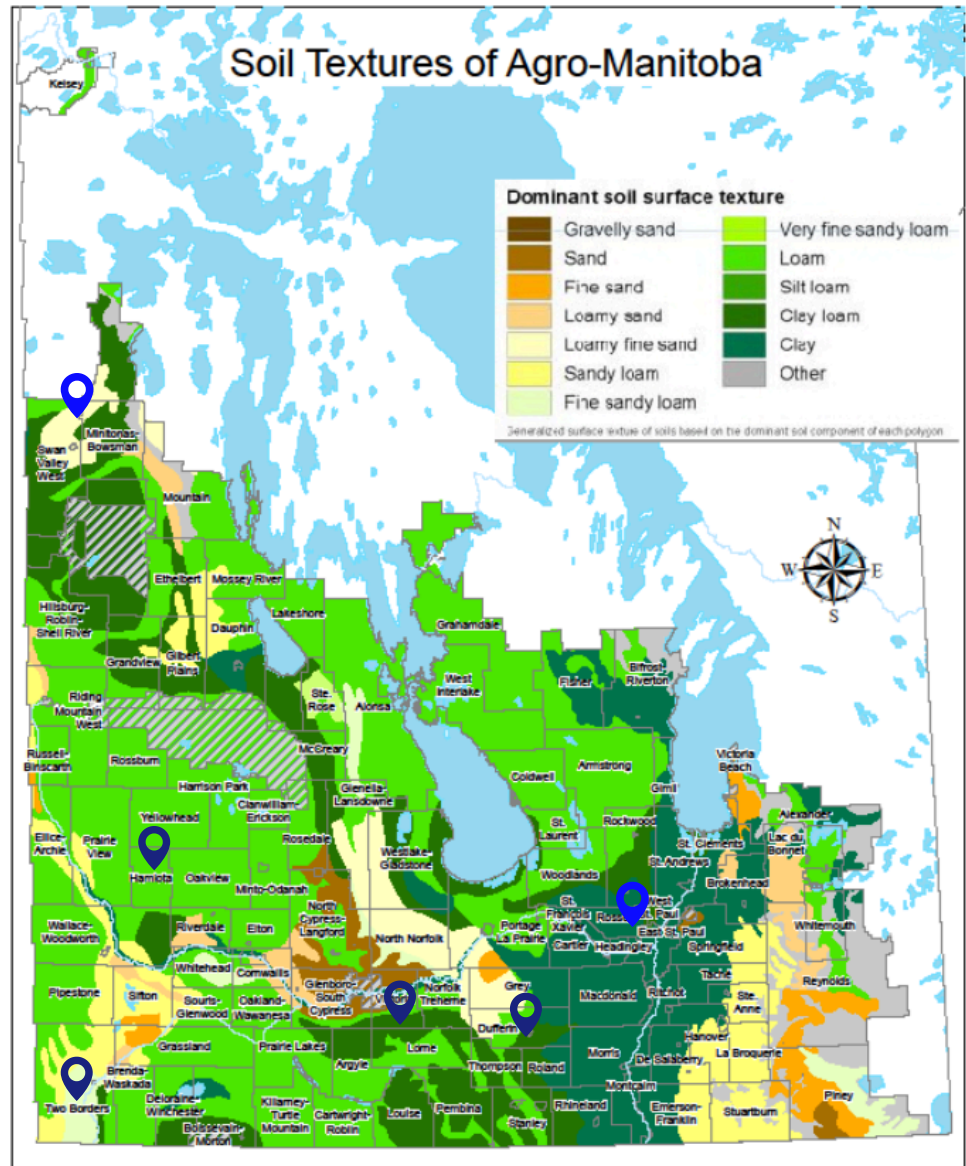 Soil Textures of Agro-Manitoba
Kelsey
Dominant soil surface texture
Gravelly sand
Sand
Fine sand
Loamy sand
Loamy fine sand
Sandy loam
Fine sandy loam
Very fine sandy loam
Loam
Silt loam
Clay loam
Clay
Other
Generalized surface texture of soils based on the dominant soil component of each polygon
N
W
E
S
Minitonas-
Bowsman
Swan
Valley
West
Mountain
Ethelbert
Mossey River
Lakeshore
Hillsburg-
Roblin-
Shell River
Dauphin
Grahamdale
Grandview
Gilbert
Plains
Fisher
Bifrost-
Riverton
West
Interlake
Ste.
Rose
Alonsa
Riding
Mountain
West
McCreary
Russell-
Binscarth
Rossburn
Harrison Park
Victoria
Beach
Armstrong
Coldwell
Gimli
Clanwilliam-
Erickson
Glenella-
Lansdowne
Yellowhead
Alexander
Rockwood
St.
Laurent
Ellice-
Archie
Prairie
View
Rosedale
Westlake-
Gladstone
St. Clements
Lac du
Bonnet
St. Andrews
Hamiota
Oakview
Minto-Odanah
Woodlands
Brokenhead
North
Cypress-
Langford
Wallace-
Woodworth
Riverdale
Elton
Portage
La Prairie
St.
Francois
Xavier
West
St. Paul
East St. Paul
Whitemouth
North Norfolk
Cartier
Headingley
Springfield
Whitehead
Cornwallis
Pipestone
Sifton
Souris-
Glenwood
Oakland-
Wawanesa
Glenboro-
South
Cypress
Norfolk
Treherne
Grey
Macdonald
Ritchot
Tache
Ste.
Anne
Reynolds
Dufferin
Hanover
Grassland
Prairie Lakes
Argyle
Lorne
Thompson
Roland
Morris
De Salaberry
La Broquerie
Brenda-
Waskada
Two Borders
Deloraine-
Winchester
Boissevain-
Morton
Killarney-
Turtle
Mountain
Cartwright-
Roblin
Louise
Pembina
Stanley
Rhineland
Montcalm
Emerson-
Franklin
Stuartburn
Piney